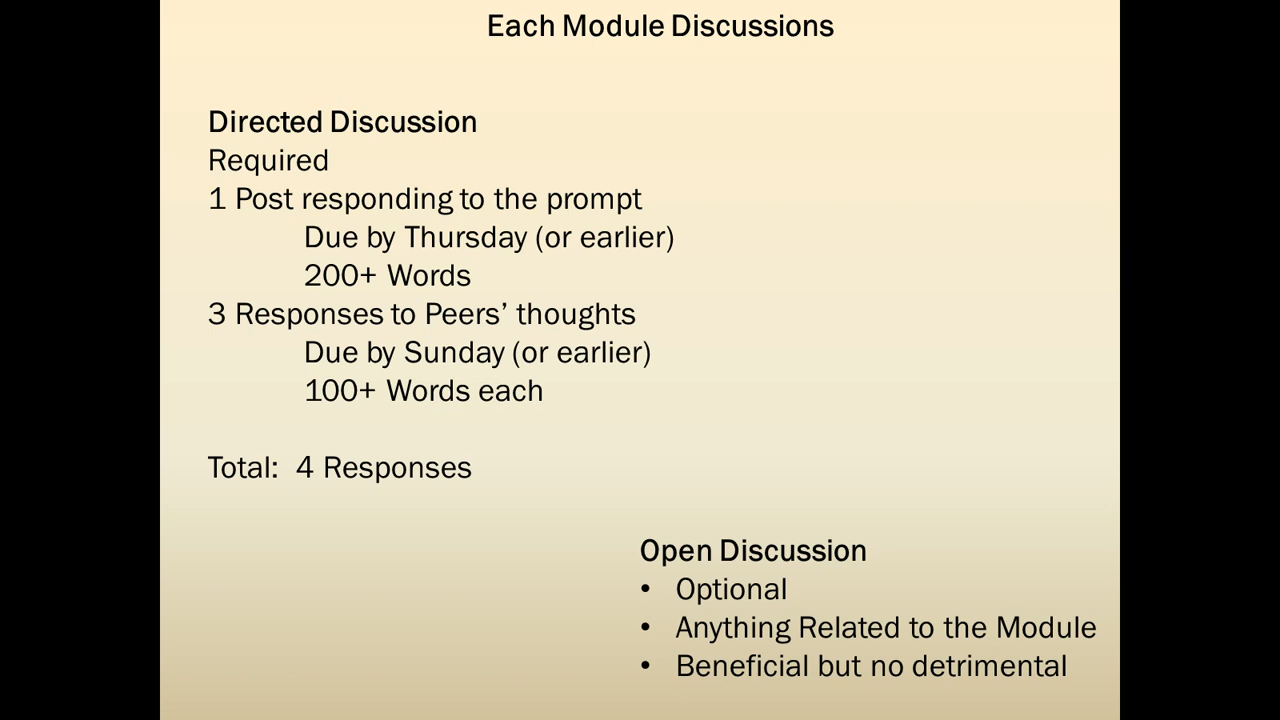 Each Module Discussions
Directed Discussion
Required
1 Post responding to the prompt
Due by Thursday (or earlier)
200+ Words
3 Responses to Peers’ thoughts
Due by Sunday (or earlier)
100+ Words each
Total:  4 Responses
Open Discussion
• Optional
• Anything Related to the Module
• Beneficial but no detrimental